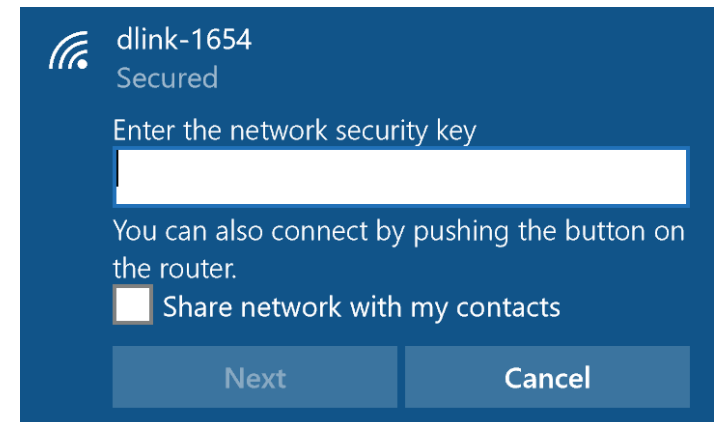 dlink-1654
Secured
Enter the network security key
You can also connect by pushing the button on
the router.
Share network with my contacts
Next
Cancel